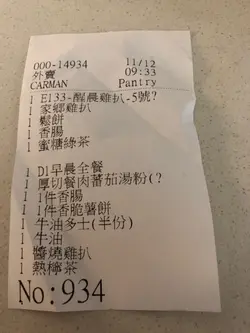 000-14934 11/12
外賣 09:33
CARMAN Pantry
1 E133-醒晨雞扒-5號?
1 家鄉雞扒
1 鬆餅
1 香腸
1 蜜糖綠茶
1 D1早晨全餐
1 厚切餐肉蕃茄湯粉(?
1 1件香腸
1 1件香脆薯餅
1 牛油多士(半份)
1 牛油
1 醬燒雞扒
1 熱檸茶
No:934